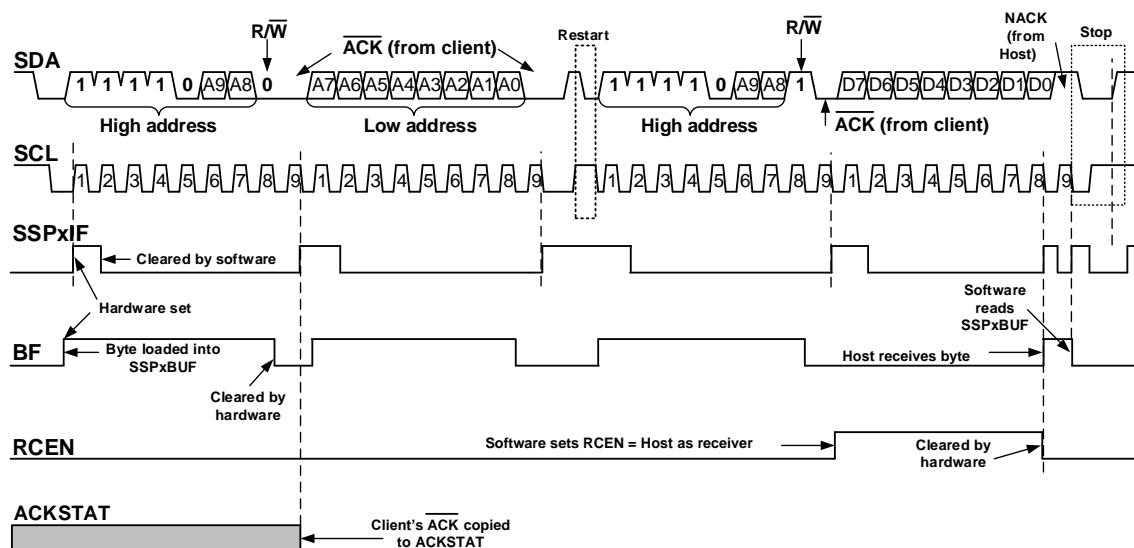 R/W̅
A̅C̅K̅ (from client)
Restart
R/W̅
NACK
(from
Host)
Stop
SDA
1 1 1 1 0 A9 A8 0
A7 A6 A5 A4 A3 A2 A1 A0
1 1 1 1 0 A9 A8 1
D7 D6 D5 D4 D3 D2 D1 D0
High address
Low address
High address
A̅C̅K̅ (from client)
SCL
1 2 3 4 5 6 7 8 9 1 2 3 4 5 6 7 8 9 1 2 3 4 5 6 7 8 9 1 2 3 4 5 6 7 8 9
SSPxIF
Cleared by software
Hardware set
Software
reads
SSPxBUF
BF
Byte loaded into
SSPxBUF
Cleared by
hardware
Host receives byte
RCEN
Software sets RCEN = Host as receiver
Cleared by
hardware
ACKSTAT
Client's A̅C̅K̅ copied
to ACKSTAT